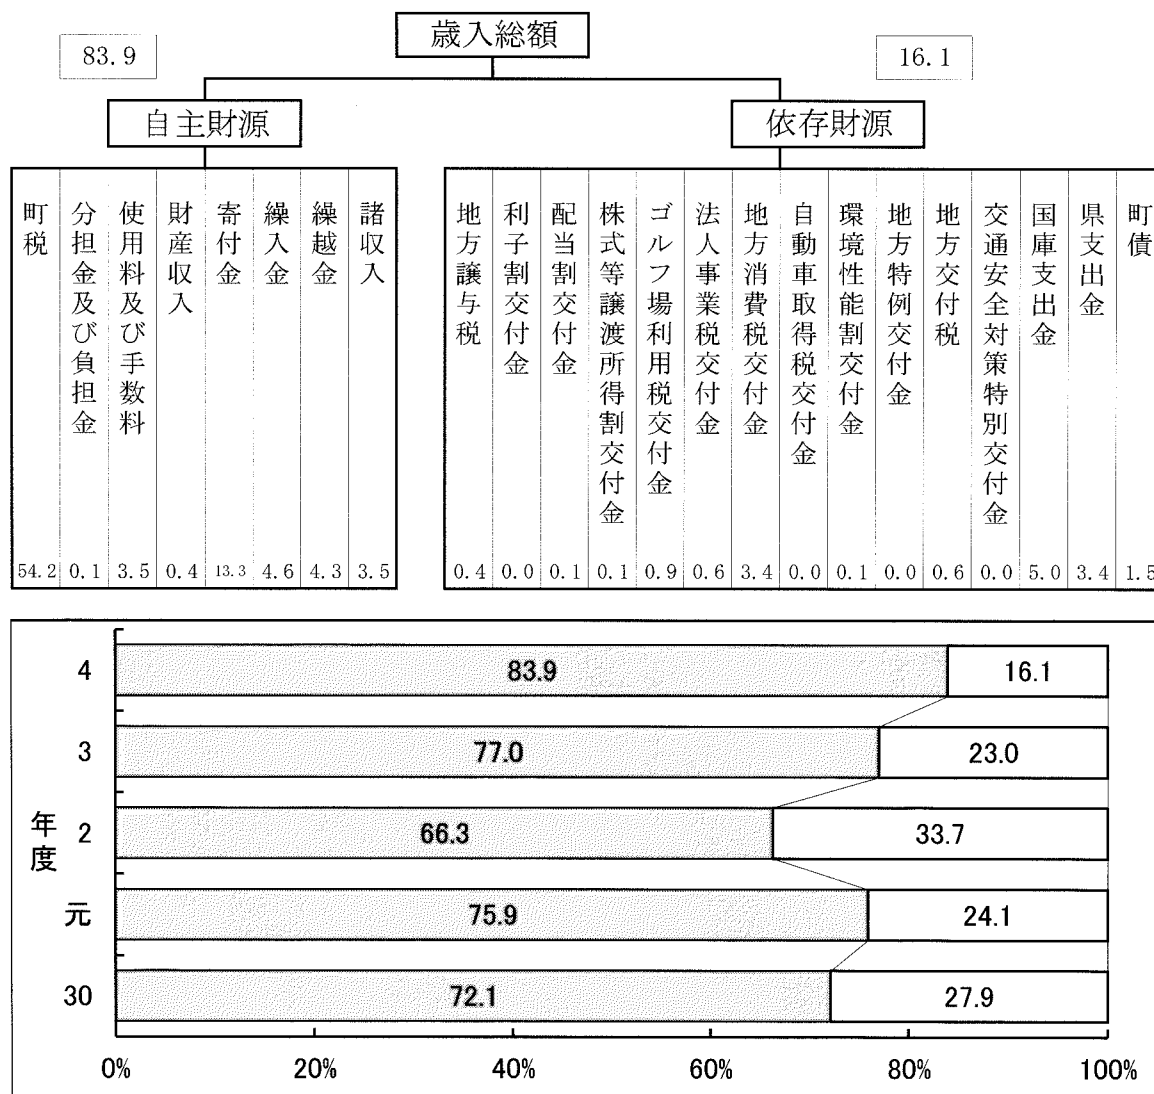 歳入総額
83.9
16.1
自主財源
依存財源
町税
分担金及び負担金
使用料及び手数料
財産収入
寄付金
繰入金
繰越金
諸収入
54.2 0.1 3.5 0.4 13.3 4.6 4.3 3.5
地方譲与税
利子割交付金
配当割交付金
株式等譲渡所得割交付金
ゴルフ場利用税交付金
法人事業税交付金
地方消費税交付金
自動車取得税交付金
環境性能割交付金
地方特例交付金
地方交付税
交通安全対策特別交付金
国庫支出金
県支出金
町債
0.4 0.0 0.1 0.1 0.9 0.6 3.4 0.0 0.1 0.0 0.6 0.0 5.0 3.4 1.5
年度
4 83.9 16.1
3 77.0 23.0
2 66.3 33.7
元 75.9 24.1
30 72.1 27.9
0% 20% 40% 60% 80% 100%